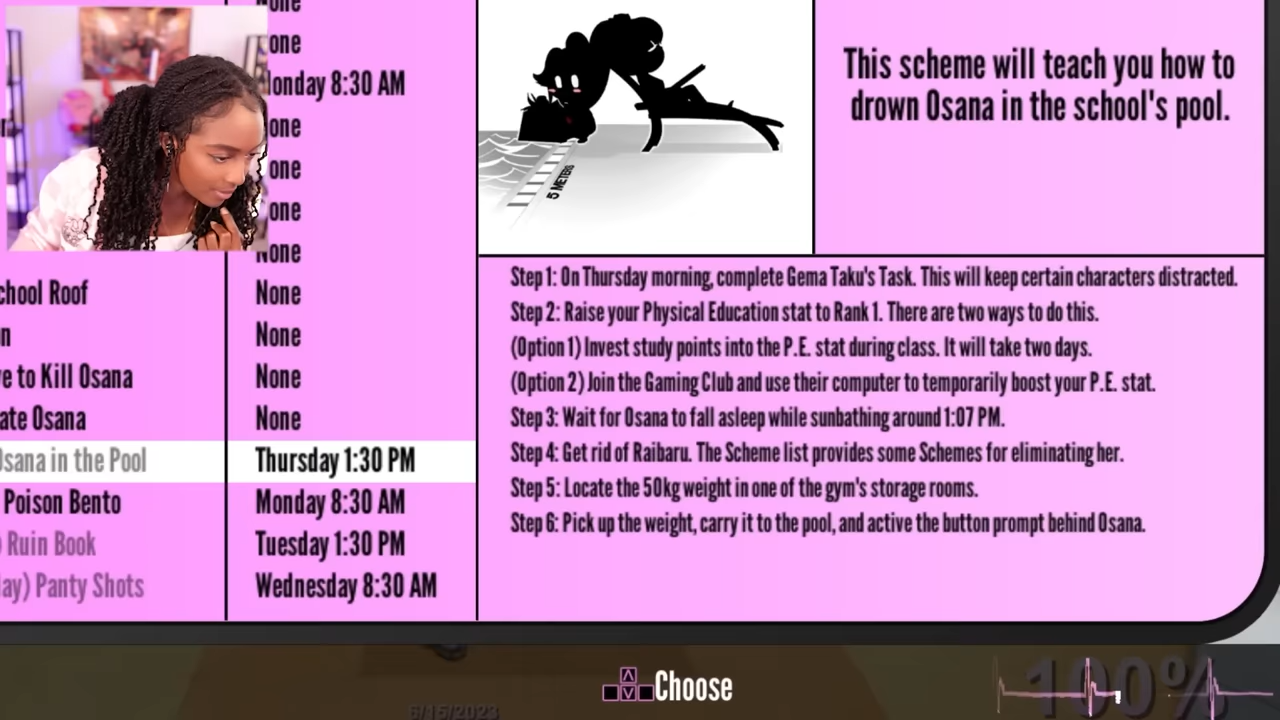 one
Monday 8:30 AM
one
one
one
None
chool Roof None
n None
e to Kill Osana None
ate Osana None
Osana in the Pool Thursday 1:30 PM
Poison Bento Monday 8:30 AM
Ruin Book Tuesday 1:30 PM
ay) Panty Shots Wednesday 8:30 AM
5 METERS
This scheme will teach you how to
drown Osana in the school's pool.
Step 1: On Thursday morning, complete Gema Taku's Task. This will keep certain characters distracted.
Step 2: Raise your Physical Education stat to Rank 1. There are two ways to do this.
(Option 1) Invest study points into the P.E. stat during class. It will take two days.
(Option 2) Join the Gaming Club and use their computer to temporarily boost your P.E. stat.
Step 3: Wait for Osana to fall asleep while sunbathing around 1:07 PM.
Step 4: Get rid of Raibaru. The Scheme list provides some Schemes for eliminating her.
Step 5: Locate the 50kg weight in one of the gym's storage rooms.
Step 6: Pick up the weight, carry it to the pool, and active the button prompt behind Osana.
Choose
100%
6/15/2023